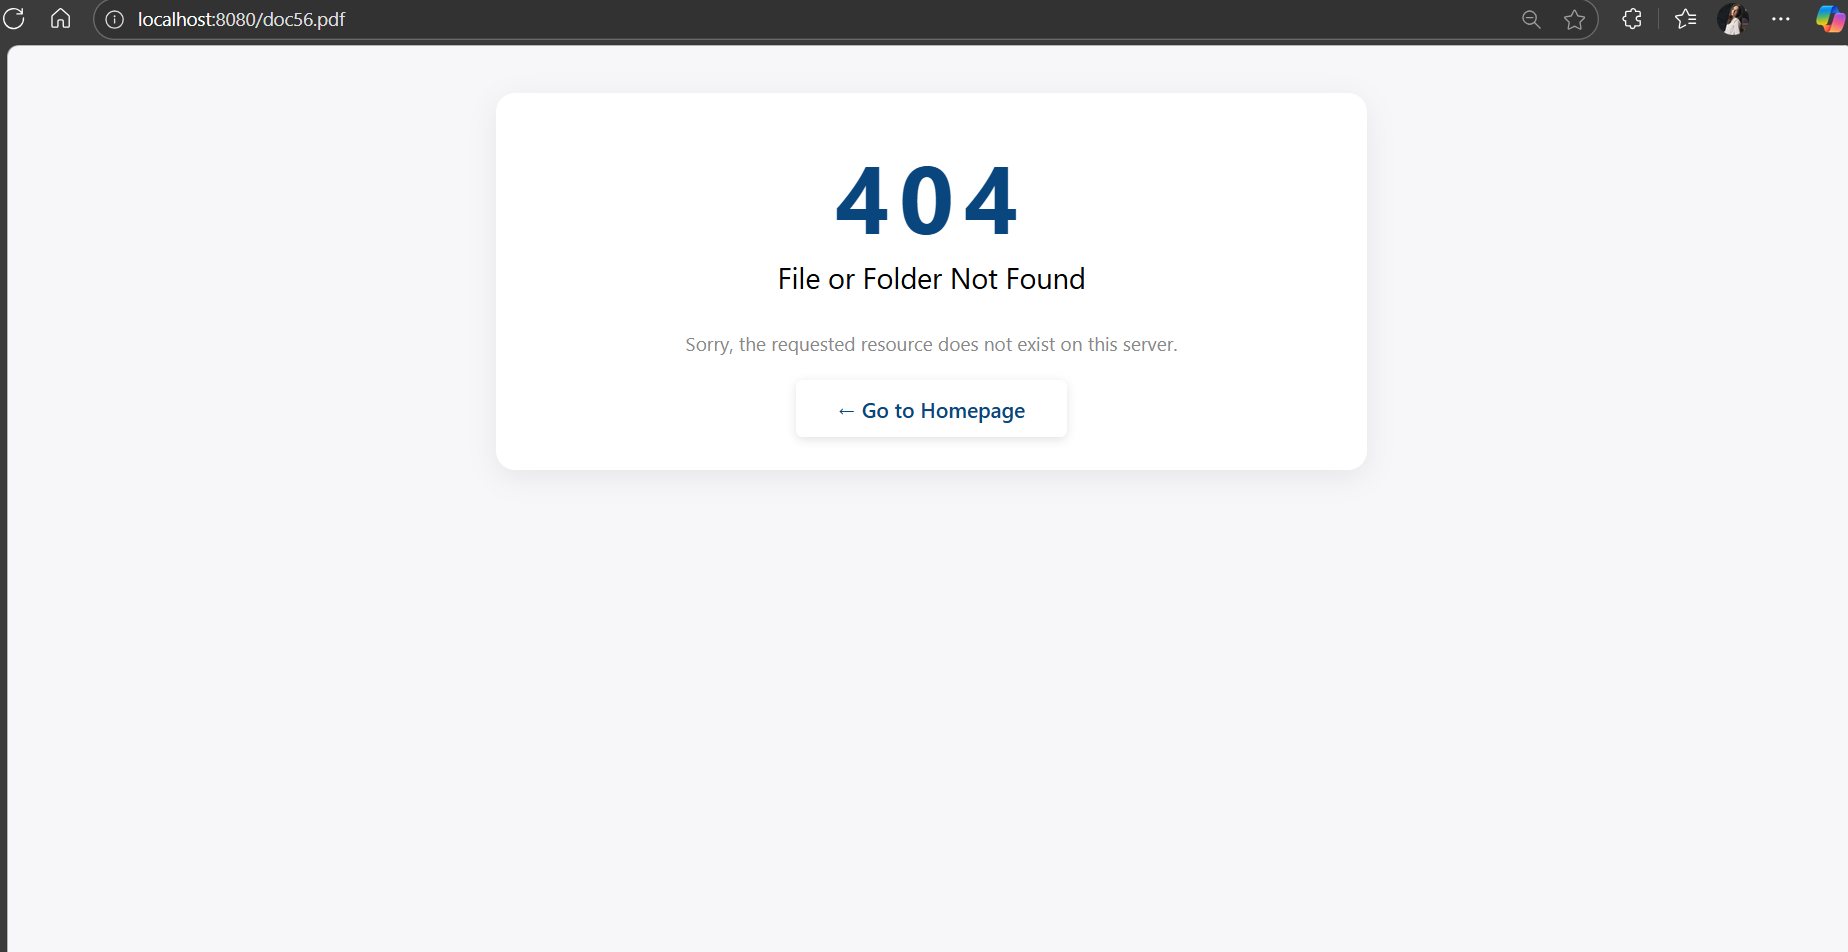 localhost:8080/doc56.pdf
404
File or Folder Not Found
Sorry, the requested resource does not exist on this server.
← Go to Homepage